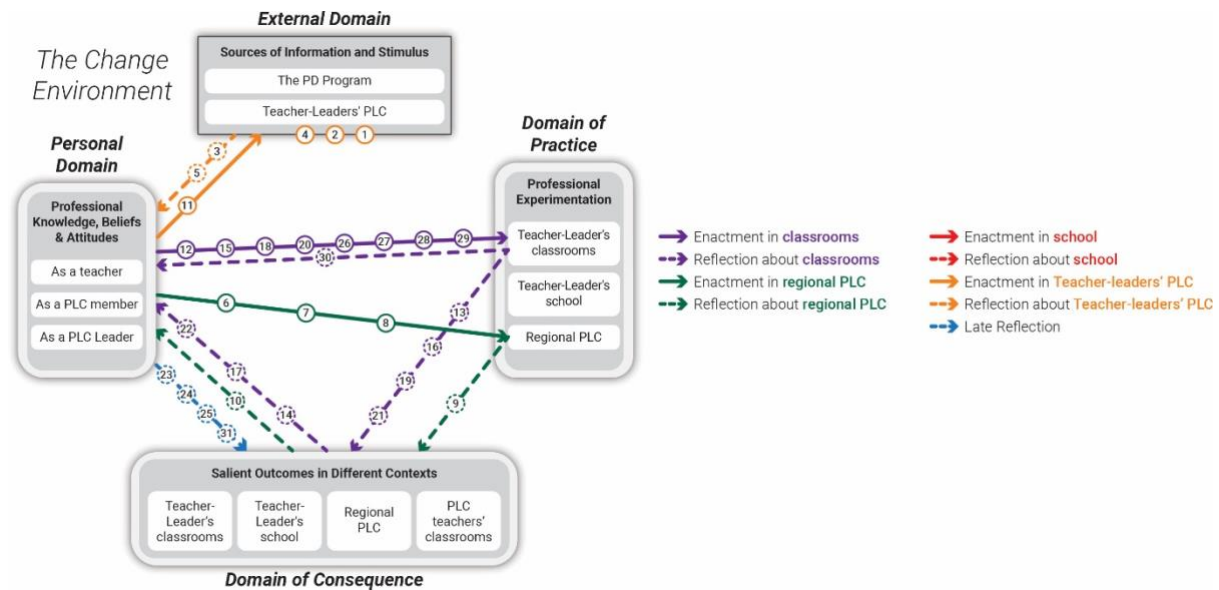 External Domain
The Change
Environment
Sources of Information and Stimulus
The PD Program
Teacher-Leaders' PLC
4 2 1
3
5
11
Personal
Domain
Professional
Knowledge, Beliefs
& Attitudes
As a teacher
As a PLC member
As a PLC Leader
Domain of
Practice
Professional
Experimentation
Teacher-Leader's
classrooms
Teacher-Leader's
school
Regional PLC
12 15 18 20 26 27 28 29
30
6 7 8
13
16
19
21
9
22
17
14
10
23
24
25
31
Salient Outcomes in Different Contexts
Teacher-
Leader's
classrooms
Teacher-
Leader's
school
Regional
PLC
PLC
teachers'
classrooms
Domain of Consequence
Enactment in classrooms
Reflection about classrooms
Enactment in regional PLC
Reflection about regional PLC
Enactment in school
Reflection about school
Enactment in Teacher-leaders' PLC
Reflection about Teacher-leaders' PLC
Late Reflection